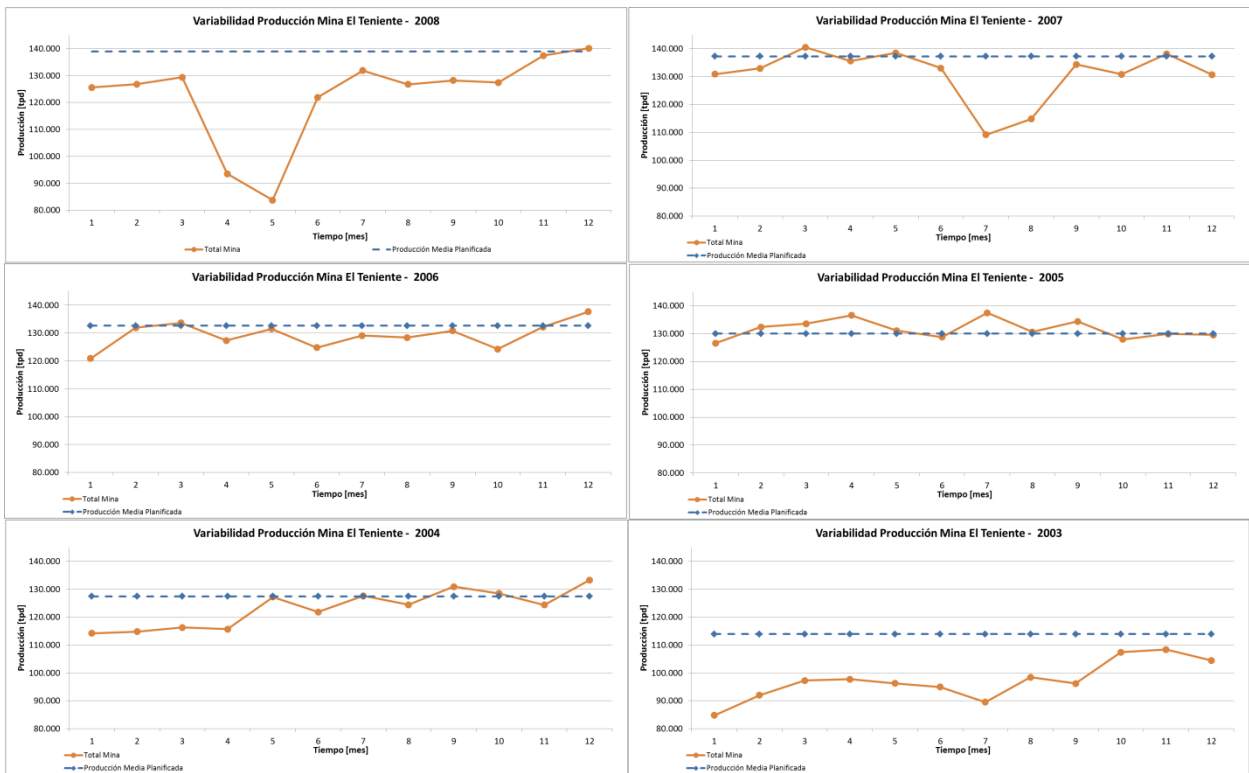 Variabilidad Producción Mina El Teniente - 2008
Producción [tpd]
140.000
130.000
120.000
110.000
100.000
90.000
80.000
1 2 3 4 5 6 7 8 9 10 11 12
Tiempo [mes]
Total Mina Producción Media Planificada
Variabilidad Producción Mina El Teniente - 2007
Producción [tpd]
140.000
130.000
120.000
110.000
100.000
90.000
80.000
1 2 3 4 5 6 7 8 9 10 11 12
Tiempo [mes]
Total Mina
Producción Media Planificada
Variabilidad Producción Mina El Teniente - 2006
Producción [tpd]
140.000
130.000
120.000
110.000
100.000
90.000
80.000
1 2 3 4 5 6 7 8 9 10 11 12
Tiempo [mes]
Total Mina
Producción Media Planificada
Variabilidad Producción Mina El Teniente - 2005
Producción [tpd]
140.000
130.000
120.000
110.000
100.000
90.000
80.000
1 2 3 4 5 6 7 8 9 10 11 12
Tiempo [mes]
Total Mina
Producción Media Planificada
Variabilidad Producción Mina El Teniente - 2004
Producción [tpd]
140.000
130.000
120.000
110.000
100.000
90.000
80.000
1 2 3 4 5 6 7 8 9 10 11 12
Tiempo [mes]
Total Mina
Producción Media Planificada
Variabilidad Producción Mina El Teniente - 2003
Producción [tpd]
140.000
130.000
120.000
110.000
100.000
90.000
80.000
1 2 3 4 5 6 7 8 9 10 11 12
Tiempo [mes]
Total Mina
Producción Media Planificada